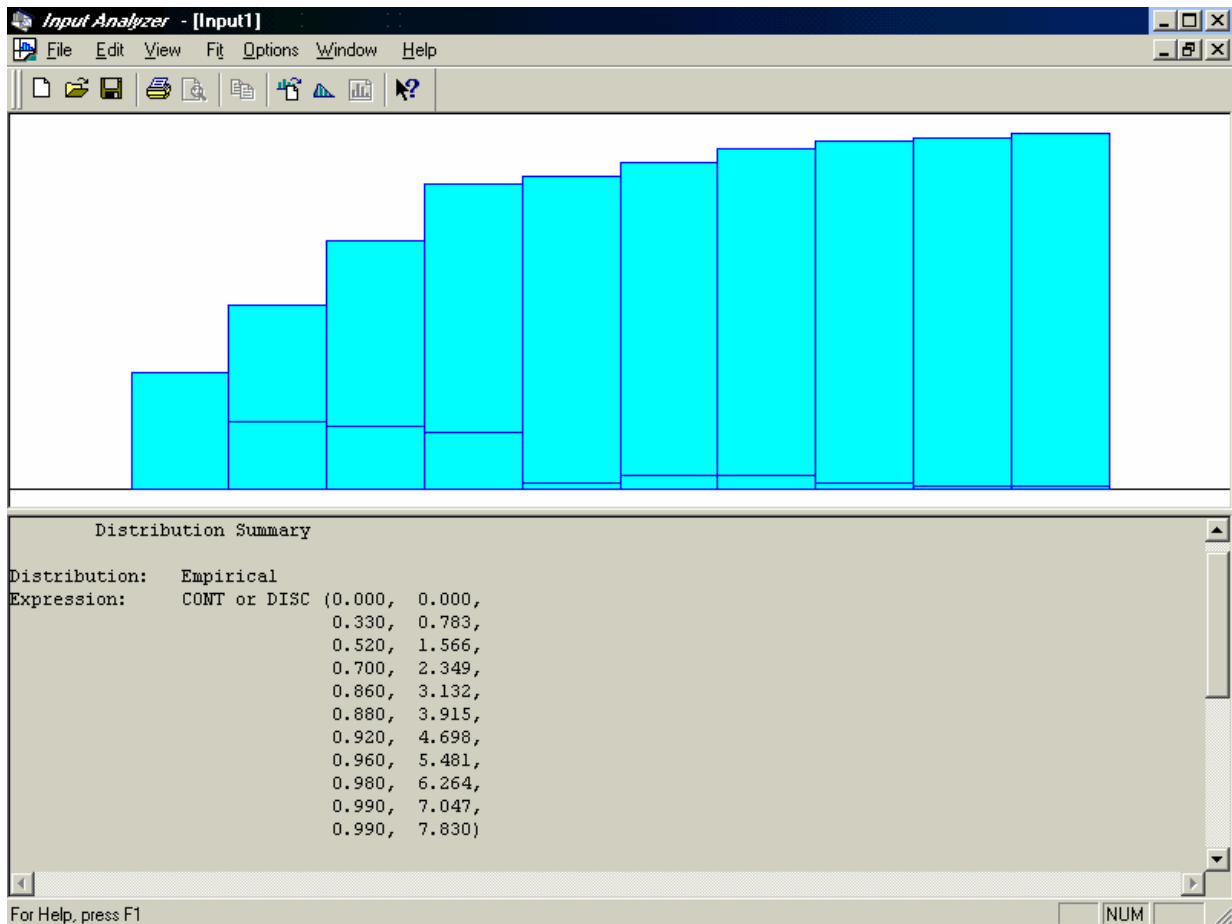 Input Analyzer - [Input1]
File Edit View Fit Options Window Help
Distribution Summary
Distribution: Empirical
Expression: CONT or DISC (0.000, 0.000,
0.330, 0.783,
0.520, 1.566,
0.700, 2.349,
0.860, 3.132,
0.880, 3.915,
0.920, 4.698,
0.960, 5.481,
0.980, 6.264,
0.990, 7.047,
0.990, 7.830)
For Help, press F1 NUM